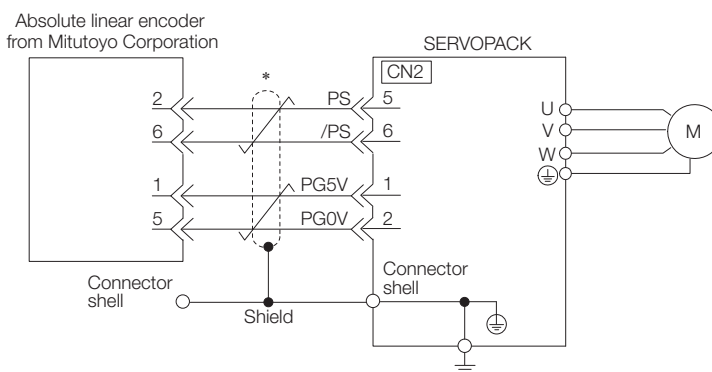 Absolute linear encoder
from Mitutoyo Corporation
SERVOPACK
CN2
*
2 PS 5
6 /PS 6
1 PG5V 1
5 PG0V 2
U
V
W
M
Connector
shell
Shield
Connector
shell